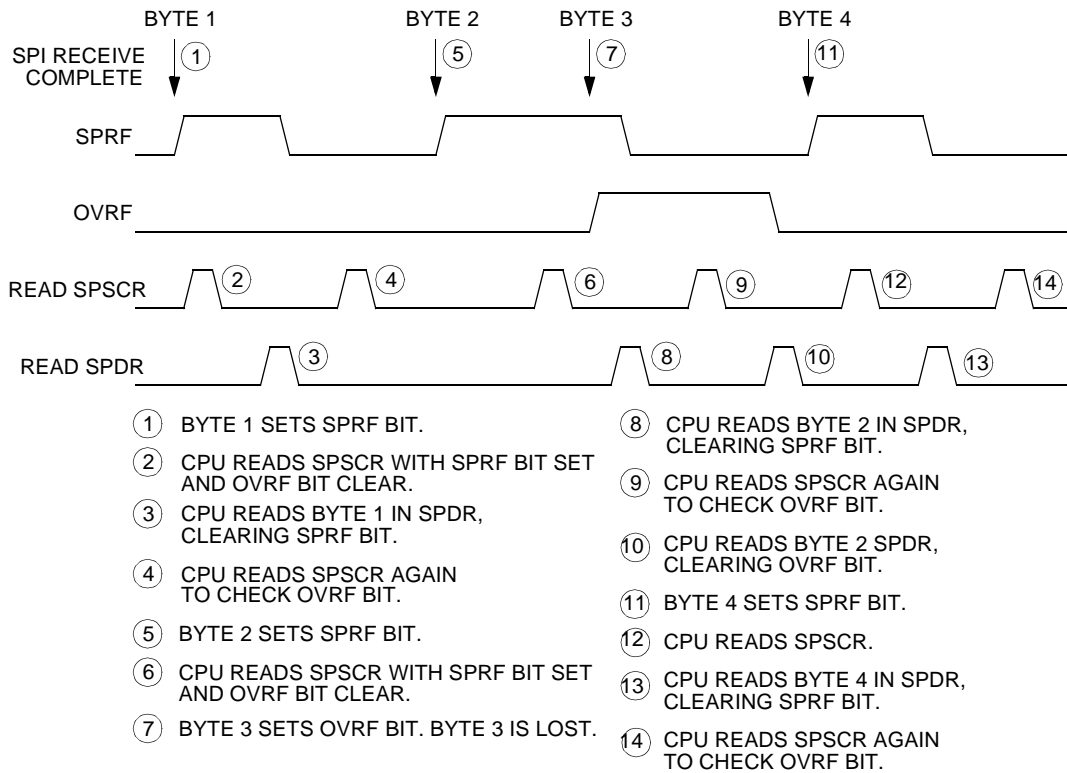 BYTE 1 BYTE 2 BYTE 3 BYTE 4
SPI RECEIVE
COMPLETE
1 5 7 11
SPRF
OVRF
READ SPSCR
2 4 6 9 12 14
READ SPDR
3 8 10 13
1 BYTE 1 SETS SPRF BIT.
2 CPU READS SPSCR WITH SPRF BIT SET
AND OVRF BIT CLEAR.
3 CPU READS BYTE 1 IN SPDR,
CLEARING SPRF BIT.
4 CPU READS SPSCR AGAIN
TO CHECK OVRF BIT.
5 BYTE 2 SETS SPRF BIT.
6 CPU READS SPSCR WITH SPRF BIT SET
AND OVRF BIT CLEAR.
7 BYTE 3 SETS OVRF BIT. BYTE 3 IS LOST.
8 CPU READS BYTE 2 IN SPDR,
CLEARING SPRF BIT.
9 CPU READS SPSCR AGAIN
TO CHECK OVRF BIT.
10 CPU READS BYTE 2 SPDR,
CLEARING OVRF BIT.
11 BYTE 4 SETS SPRF BIT.
12 CPU READS SPSCR.
13 CPU READS BYTE 4 IN SPDR,
CLEARING SPRF BIT.
14 CPU READS SPSCR AGAIN
TO CHECK OVRF BIT.